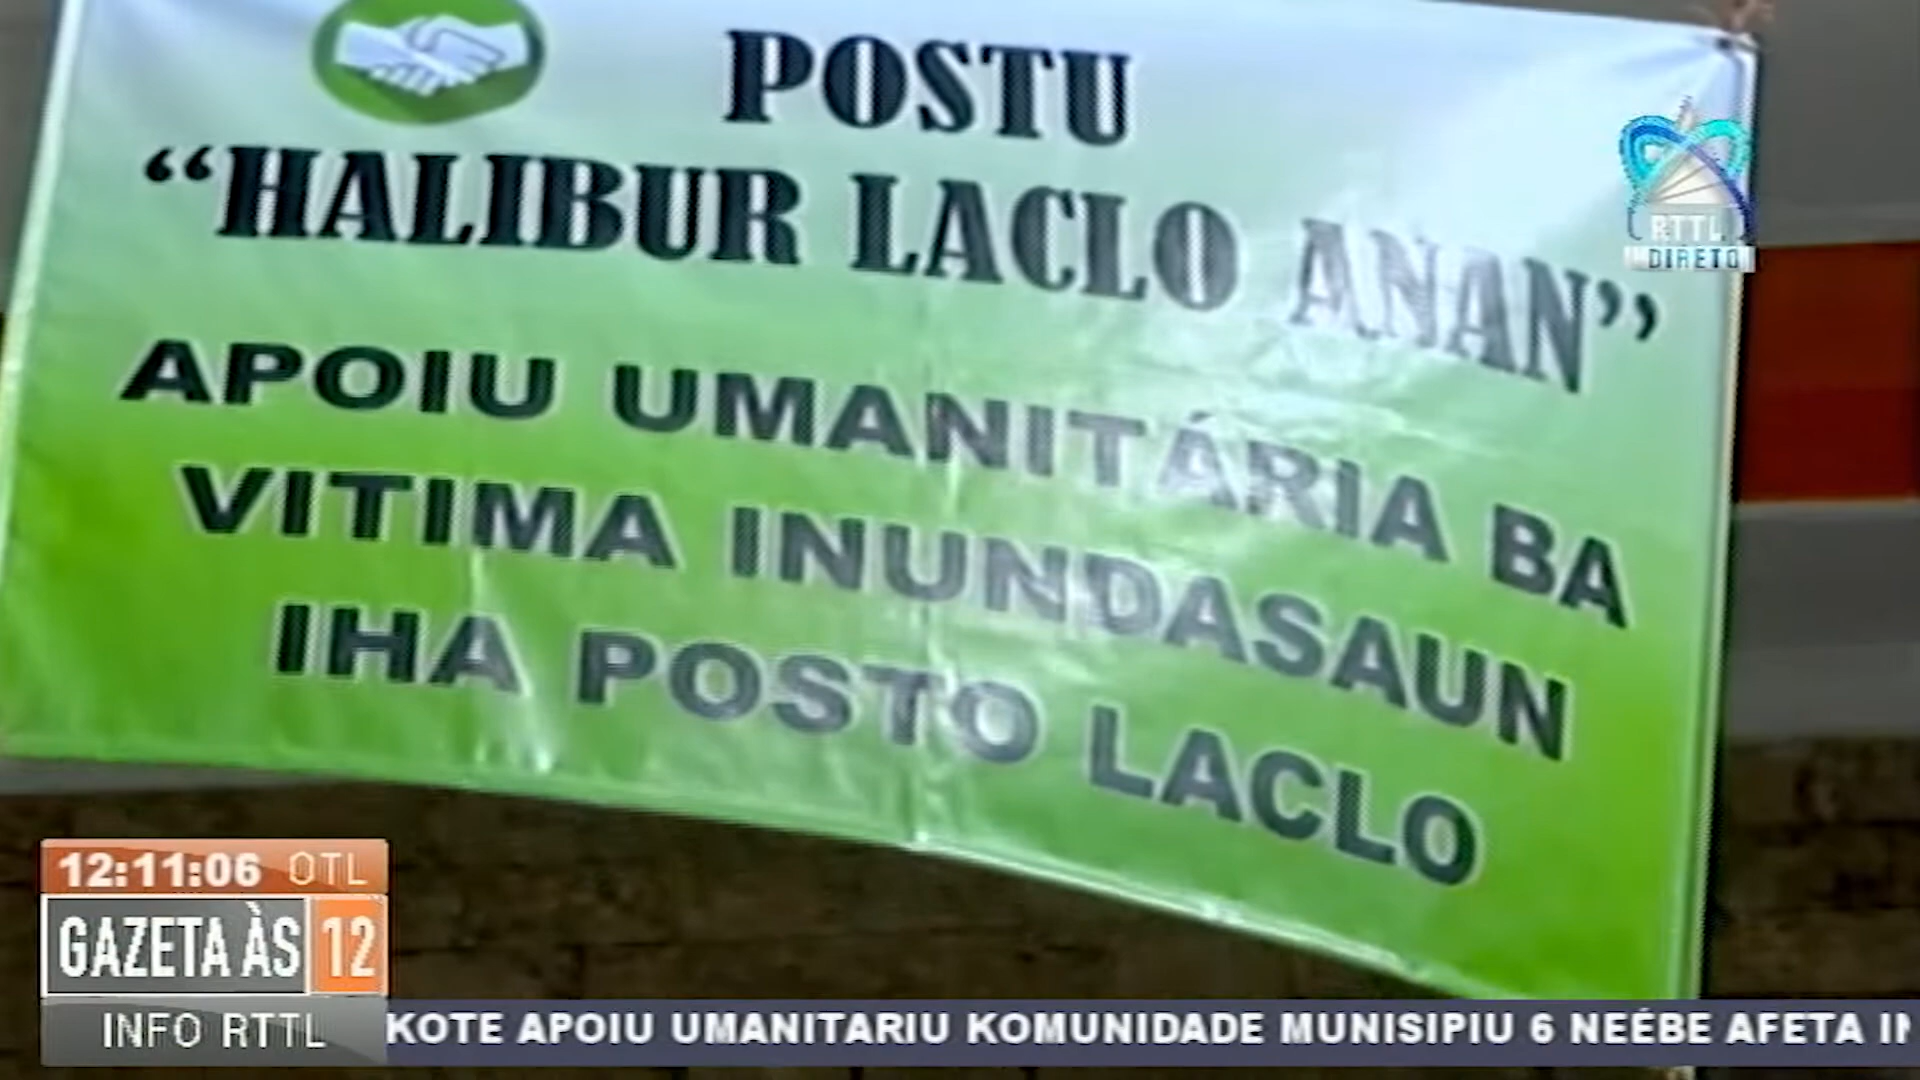 POSTU
“HALIBUR LACLO ANAN”
APOIU UMANITÁRIA BA
VITIMA INUNDASAUN
IHA POSTO LACLO
RTTL
DIRETO
12:11:06 OTL
GAZETA ÀS 12
INFO RTTL
KOTE APOIU UMANITARIU KOMUNIDADE MUNISIPIU 6 NEÉBE AFETA